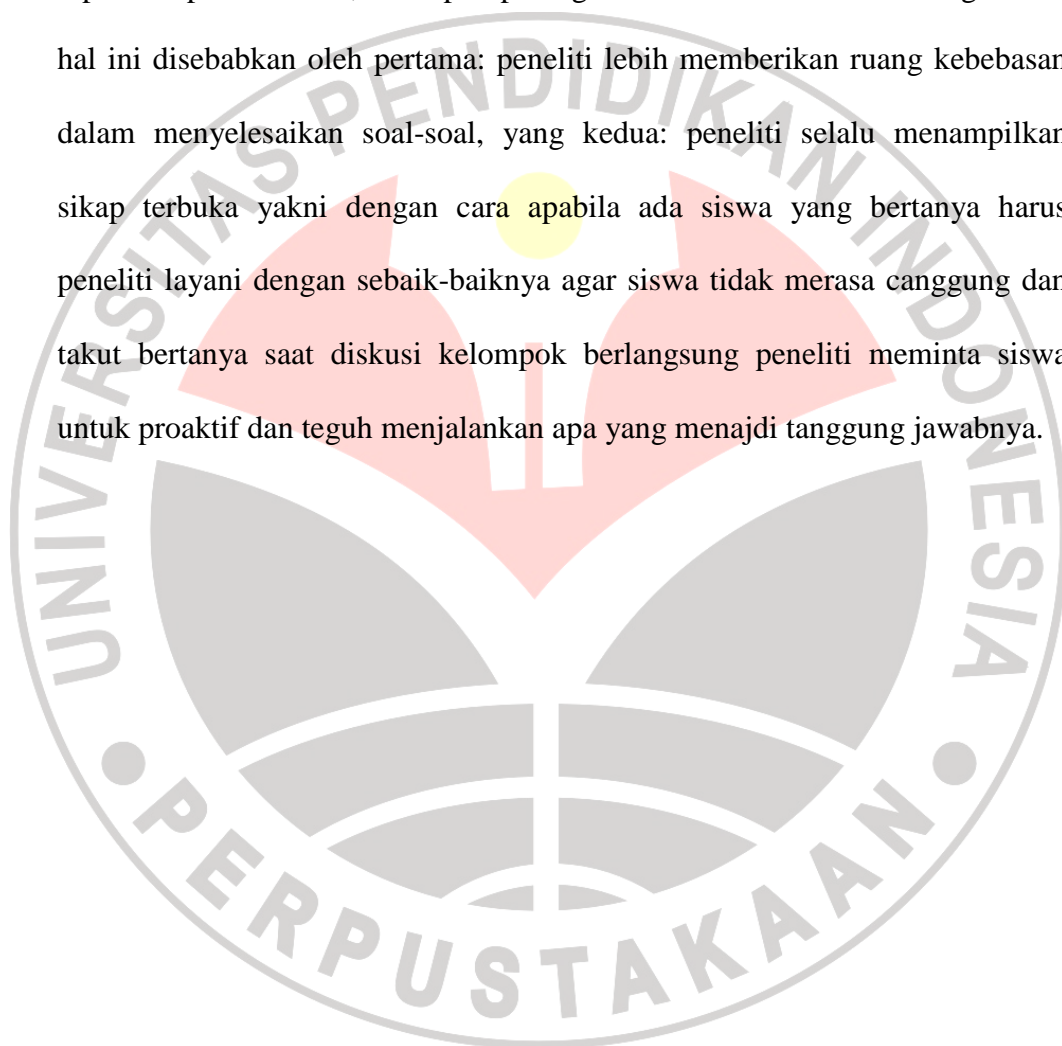 hal ini disebabkan oleh pertama: peneliti lebih memberikan ruang kebebasan
dalam menyelesaikan soal-soal, yang kedua: peneliti selalu menampilkan
sikap terbuka yakni dengan cara apabila ada siswa yang bertanya harus
peneliti layani dengan sebaik-baiknya agar siswa tidak merasa canggung dan
takut bertanya saat diskusi kelompok berlangsung peneliti meminta siswa
untuk proaktif dan teguh menjalankan apa yang menajdi tanggung jawabnya.
UNIVERSITAS PENDIDIKAN INDONESIA
PERPUSTAKAAN